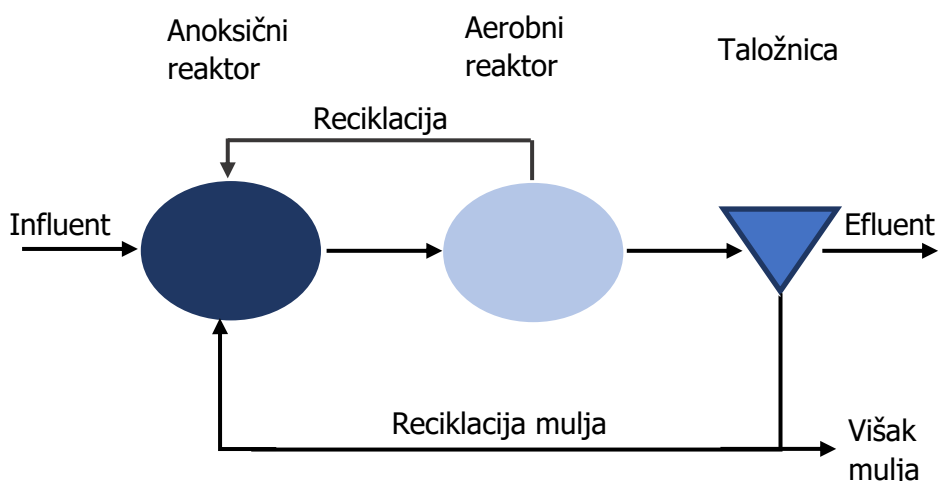 Anoksični
reaktor
Aerobni
reaktor
Taložnica
Reciklacija
Influent
Efluent
Reciklacija mulja
Višak
mulja